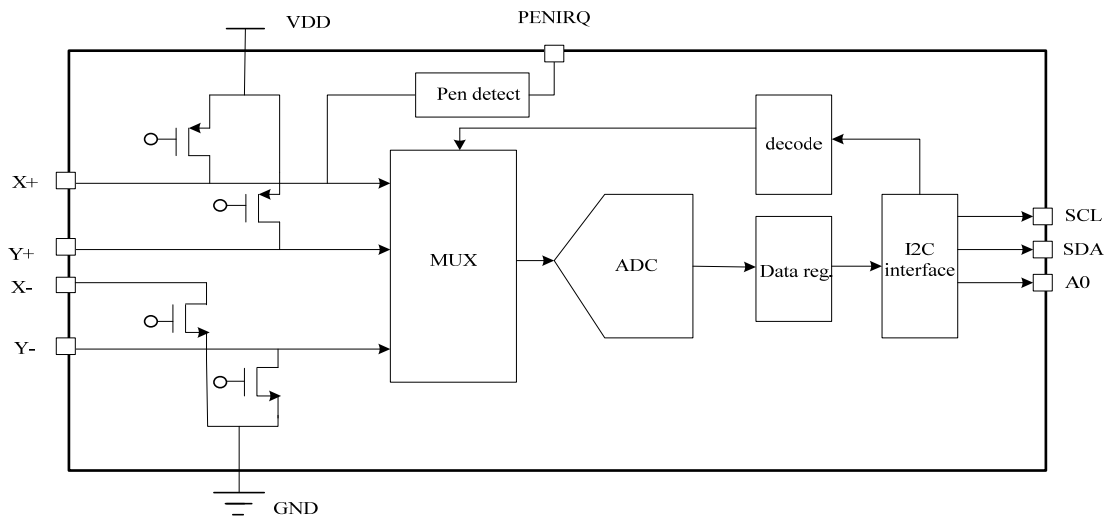 VDD
PENIRQ
Pen detect
decode
X+
SCL
Y+
MUX
ADC
Data reg.
I2C
interface
SDA
X-
A0
Y-
GND